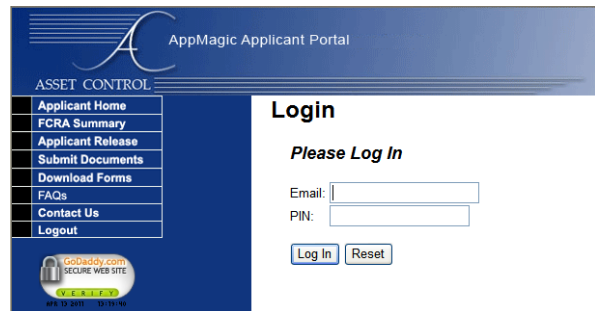 AppMagic Applicant Portal
ASSET CONTROL
Applicant Home
FCRA Summary
Applicant Release
Submit Documents
Download Forms
FAQs
Contact Us
Logout
Login
Please Log In
Email:
PIN:
Log In Reset
GoDaddy.com
SECURE WEB SITE
VERIFY